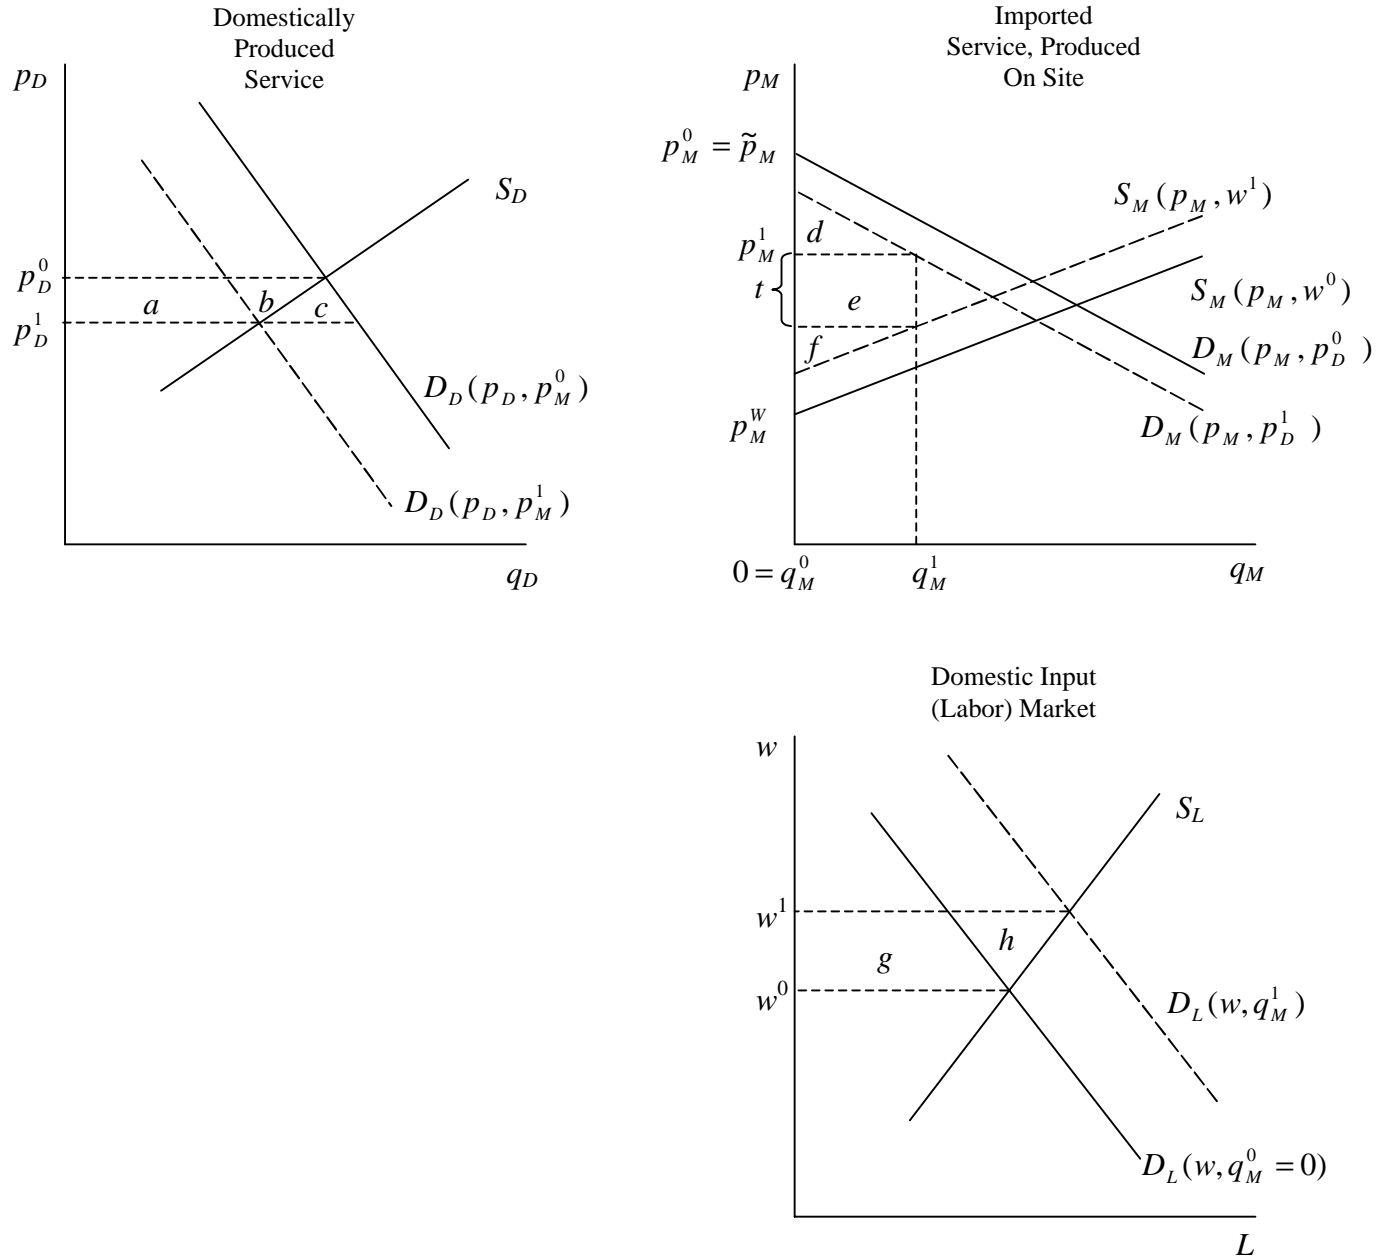 Domestically
Produced
Service
p_D
S_D
p_D^0
a
b
c
p_D^1
D_D(p_D, p_M^0)
D_D(p_D, p_M^1)
q_D
Imported
Service, Produced
On Site
p_M
p_M^0 = p̃_M
S_M(p_M, w^1)
d
p_M^1
t
e
S_M(p_M, w^0)
f
D_M(p_M, p_D^0 )
p_M^W
D_M(p_M, p_D^1 )
0 = q_M^0
q_M^1
q_M
Domestic Input
(Labor) Market
w
S_L
w^1
h
g
w^0
D_L(w, q_M^1)
D_L(w, q_M^0 = 0)
L